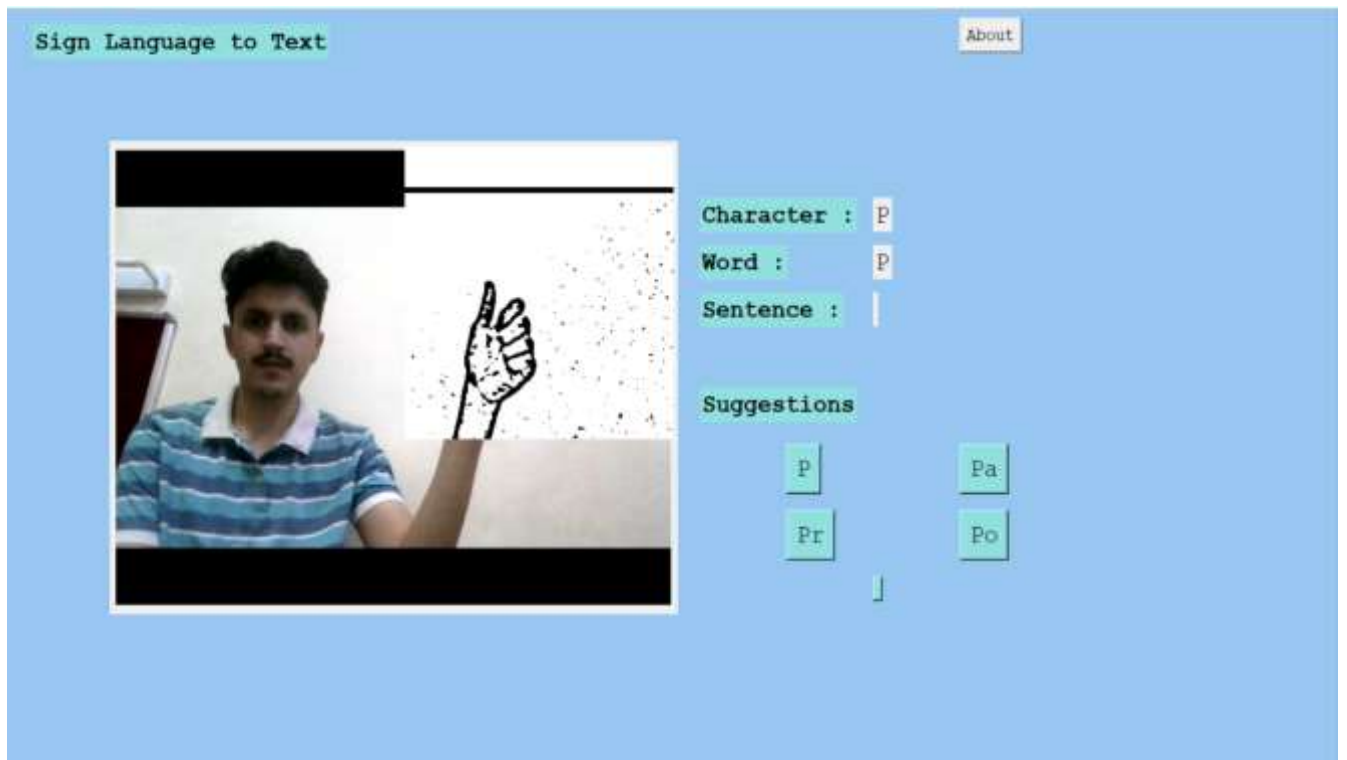 Sign Language to Text
About
Character : P
Word : P
Sentence :
Suggestions
P Pa
Pr Po